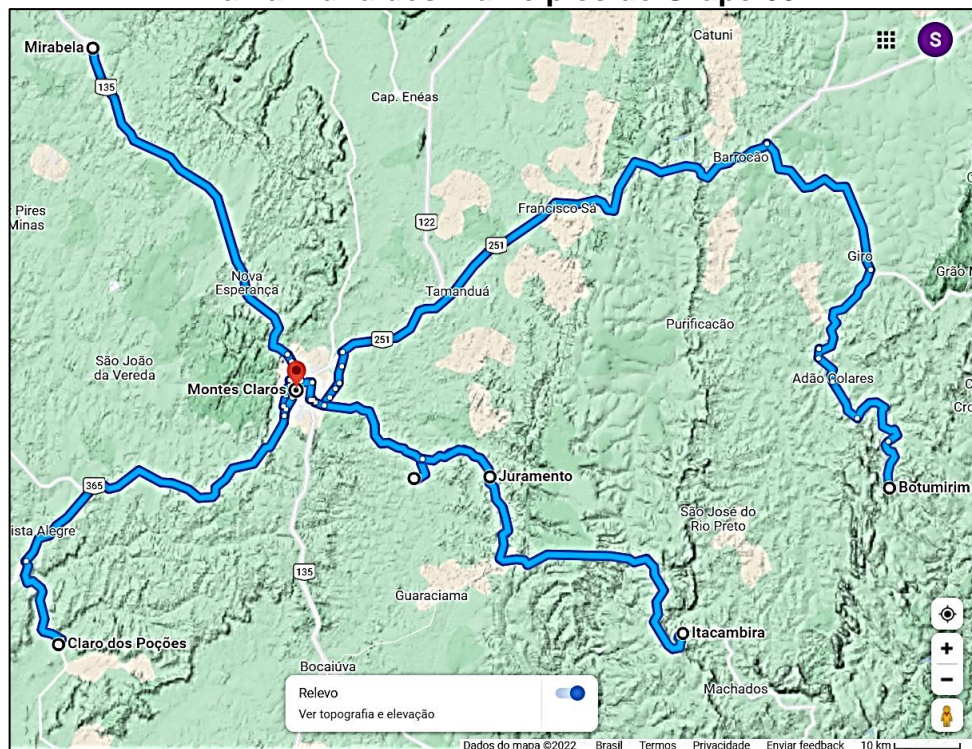 Mirabela
Catuni
S
135
Cap. Enéas
Barrocão
Pires
Minas
122
Francisco Sá
251
Nova
Esperança
Tamanduá
Giro
Grão
251
Purificação
São João
da Vereda
Montes Claros
Adão Colares
Juramento
365
Botumirim
ista Alegre
São José do
Rio Preto
135
Guaraciama
Itacambira
Claro dos Poções
Bocaiúva
Machados
Relevo
Ver topografia e elevação
Dados do mapa ©2022 Brasil Termos Privacidade Enviar feedback 10 km